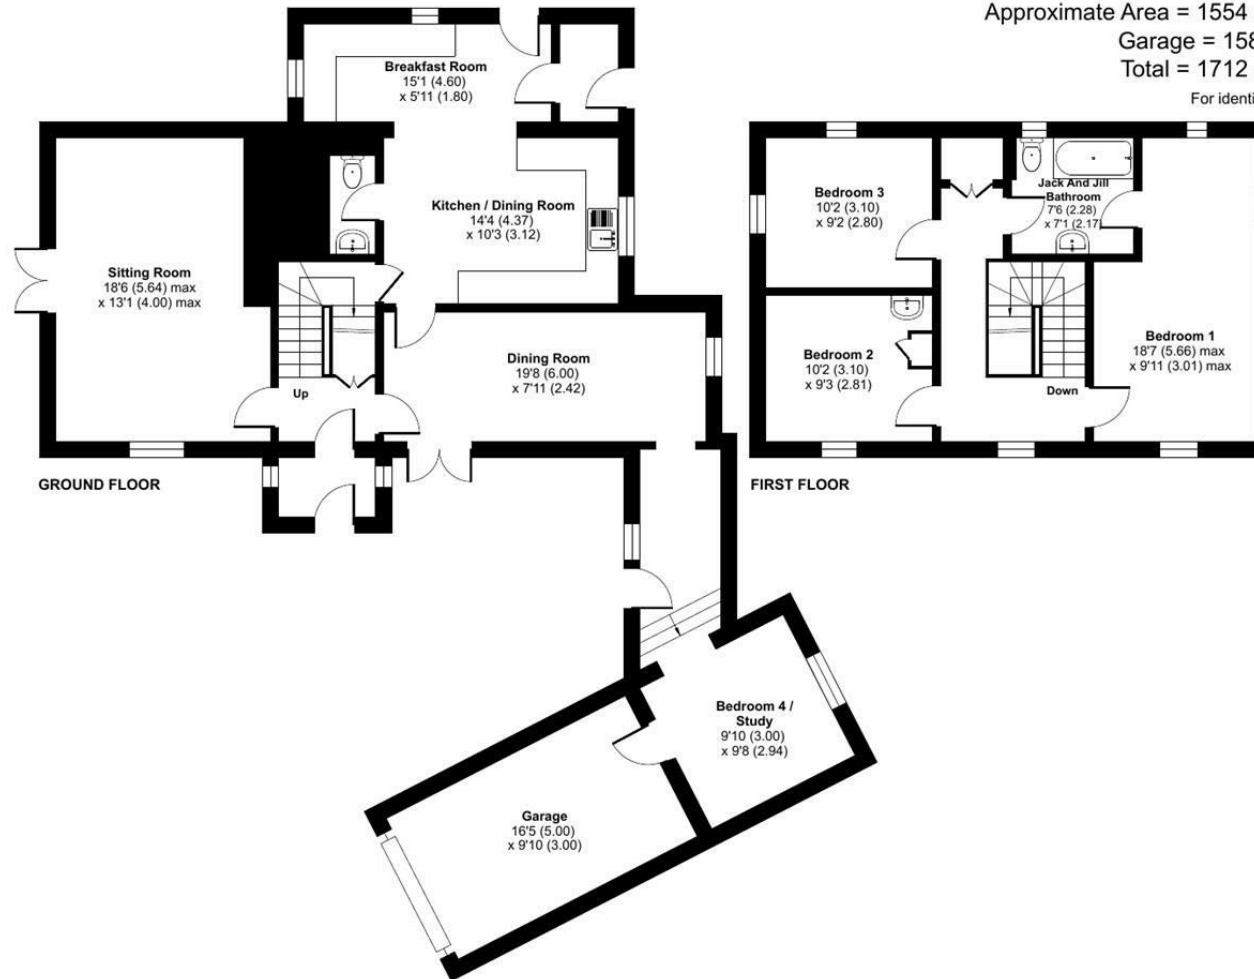 Approximate Area = 1554
Garage = 158
Total = 1712
For identi
Breakfast Room
15'1 (4.60)
x 5'11 (1.80)
Kitchen / Dining Room
14'4 (4.37)
x 10'3 (3.12)
Sitting Room
18'6 (5.64) max
x 13'1 (4.00) max
Dining Room
19'8 (6.00)
x 7'11 (2.42)
Up
GROUND FLOOR
Bedroom 4 /
Study
9'10 (3.00)
x 9'8 (2.94)
Garage
16'5 (5.00)
x 9'10 (3.00)
Bedroom 3
10'2 (3.10)
x 9'2 (2.80)
Jack And Jill
Bathroom
7'6 (2.28)
x 7'1 (2.17)
Bedroom 2
10'2 (3.10)
x 9'3 (2.81)
Bedroom 1
18'7 (5.66) max
x 9'11 (3.01) max
Down
FIRST FLOOR